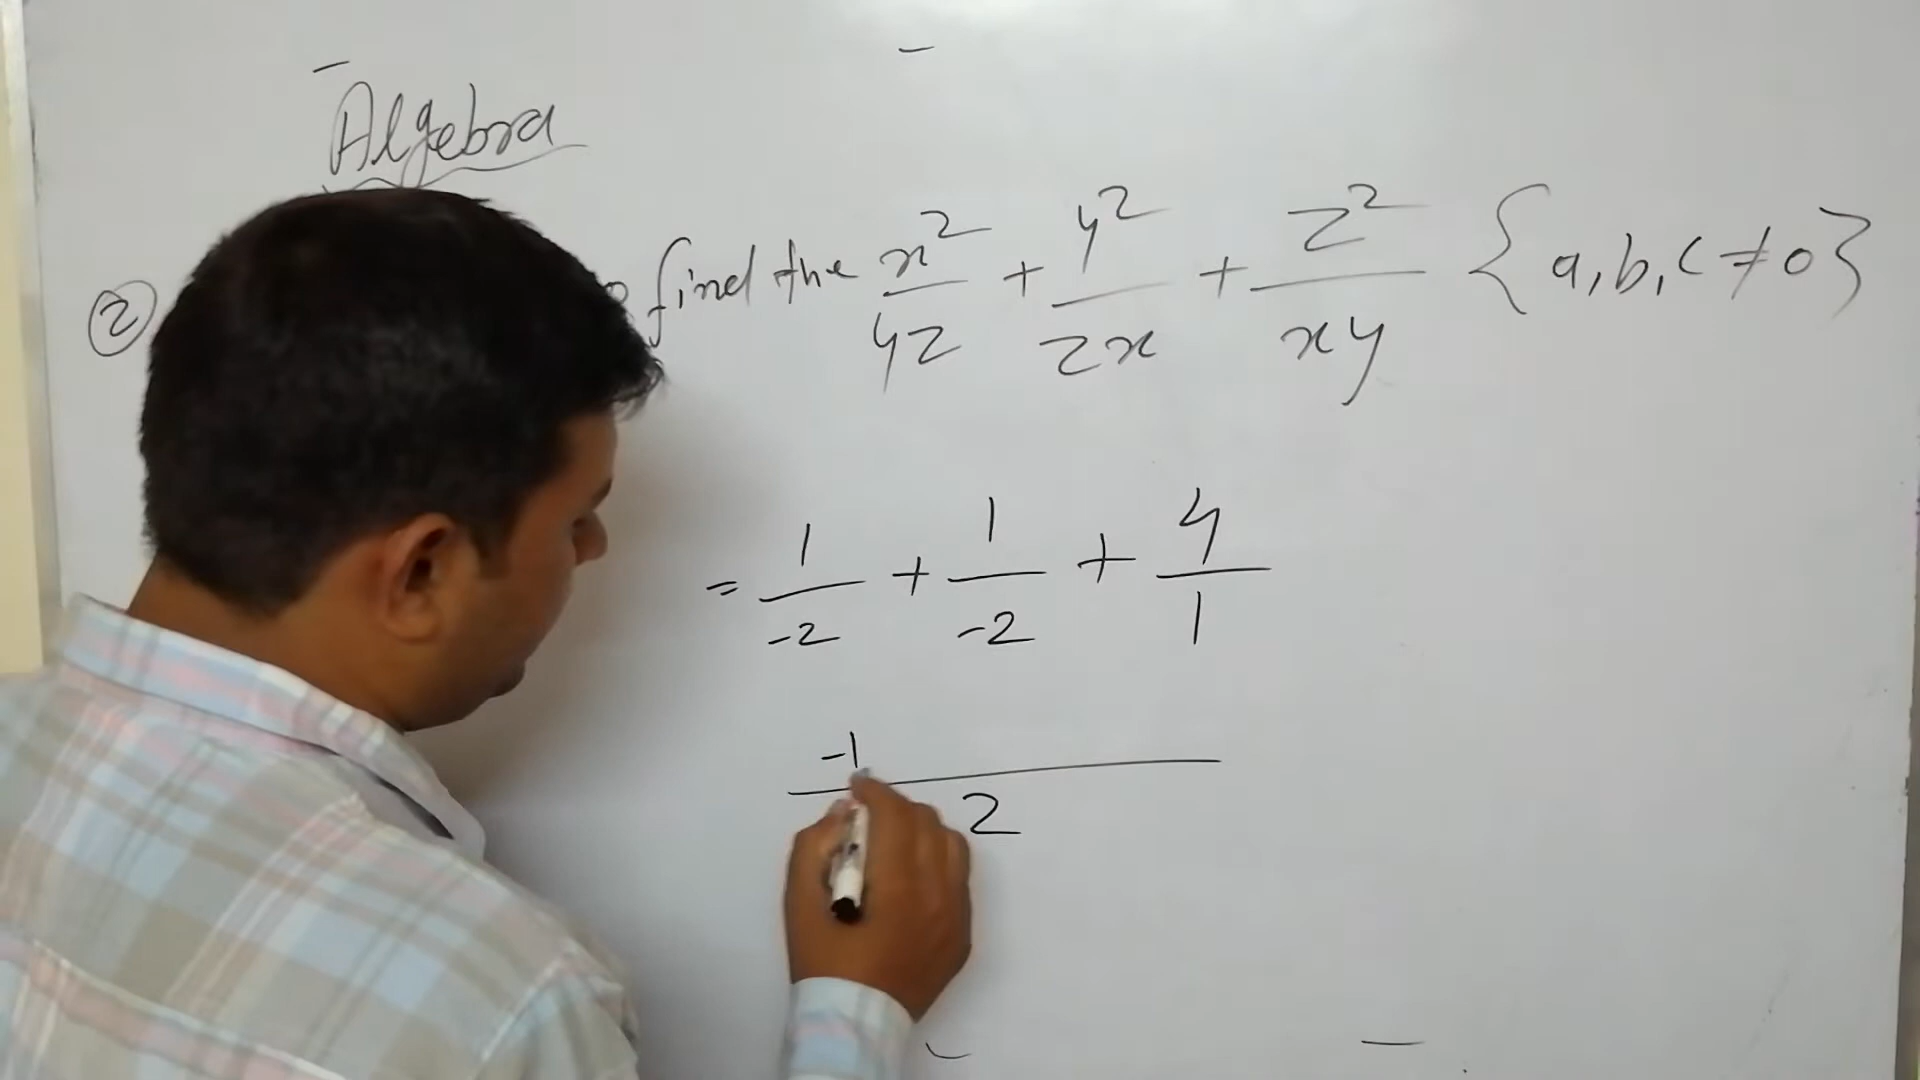 Algebra
② find the x²/yz + y²/zx + z²/xy {a, b, c ≠ 0}
= 1/-2 + 1/-2 + 4/1
-1/2